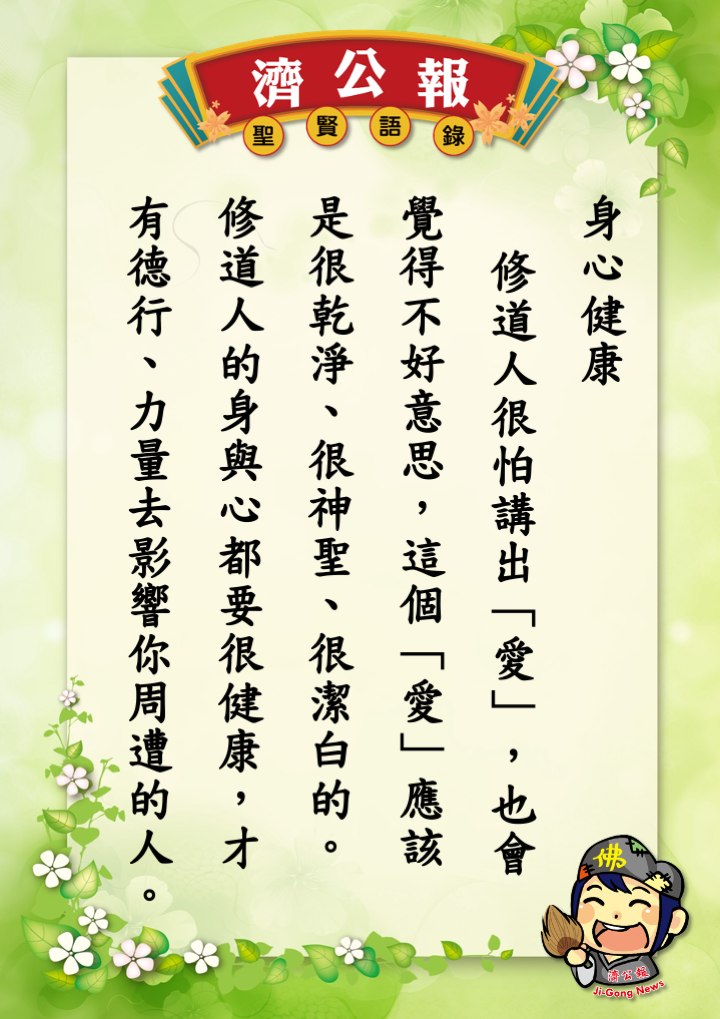 濟公報
聖賢語錄
身心健康
修道人很怕講出「愛」，也會
覺得不好意思，這個「愛」應該
是很乾淨、很神聖、很潔白的。
修道人的身與心都要很健康，才
有德行、力量去影響你周遭的人。
佛
濟公報
Ji-Gong News